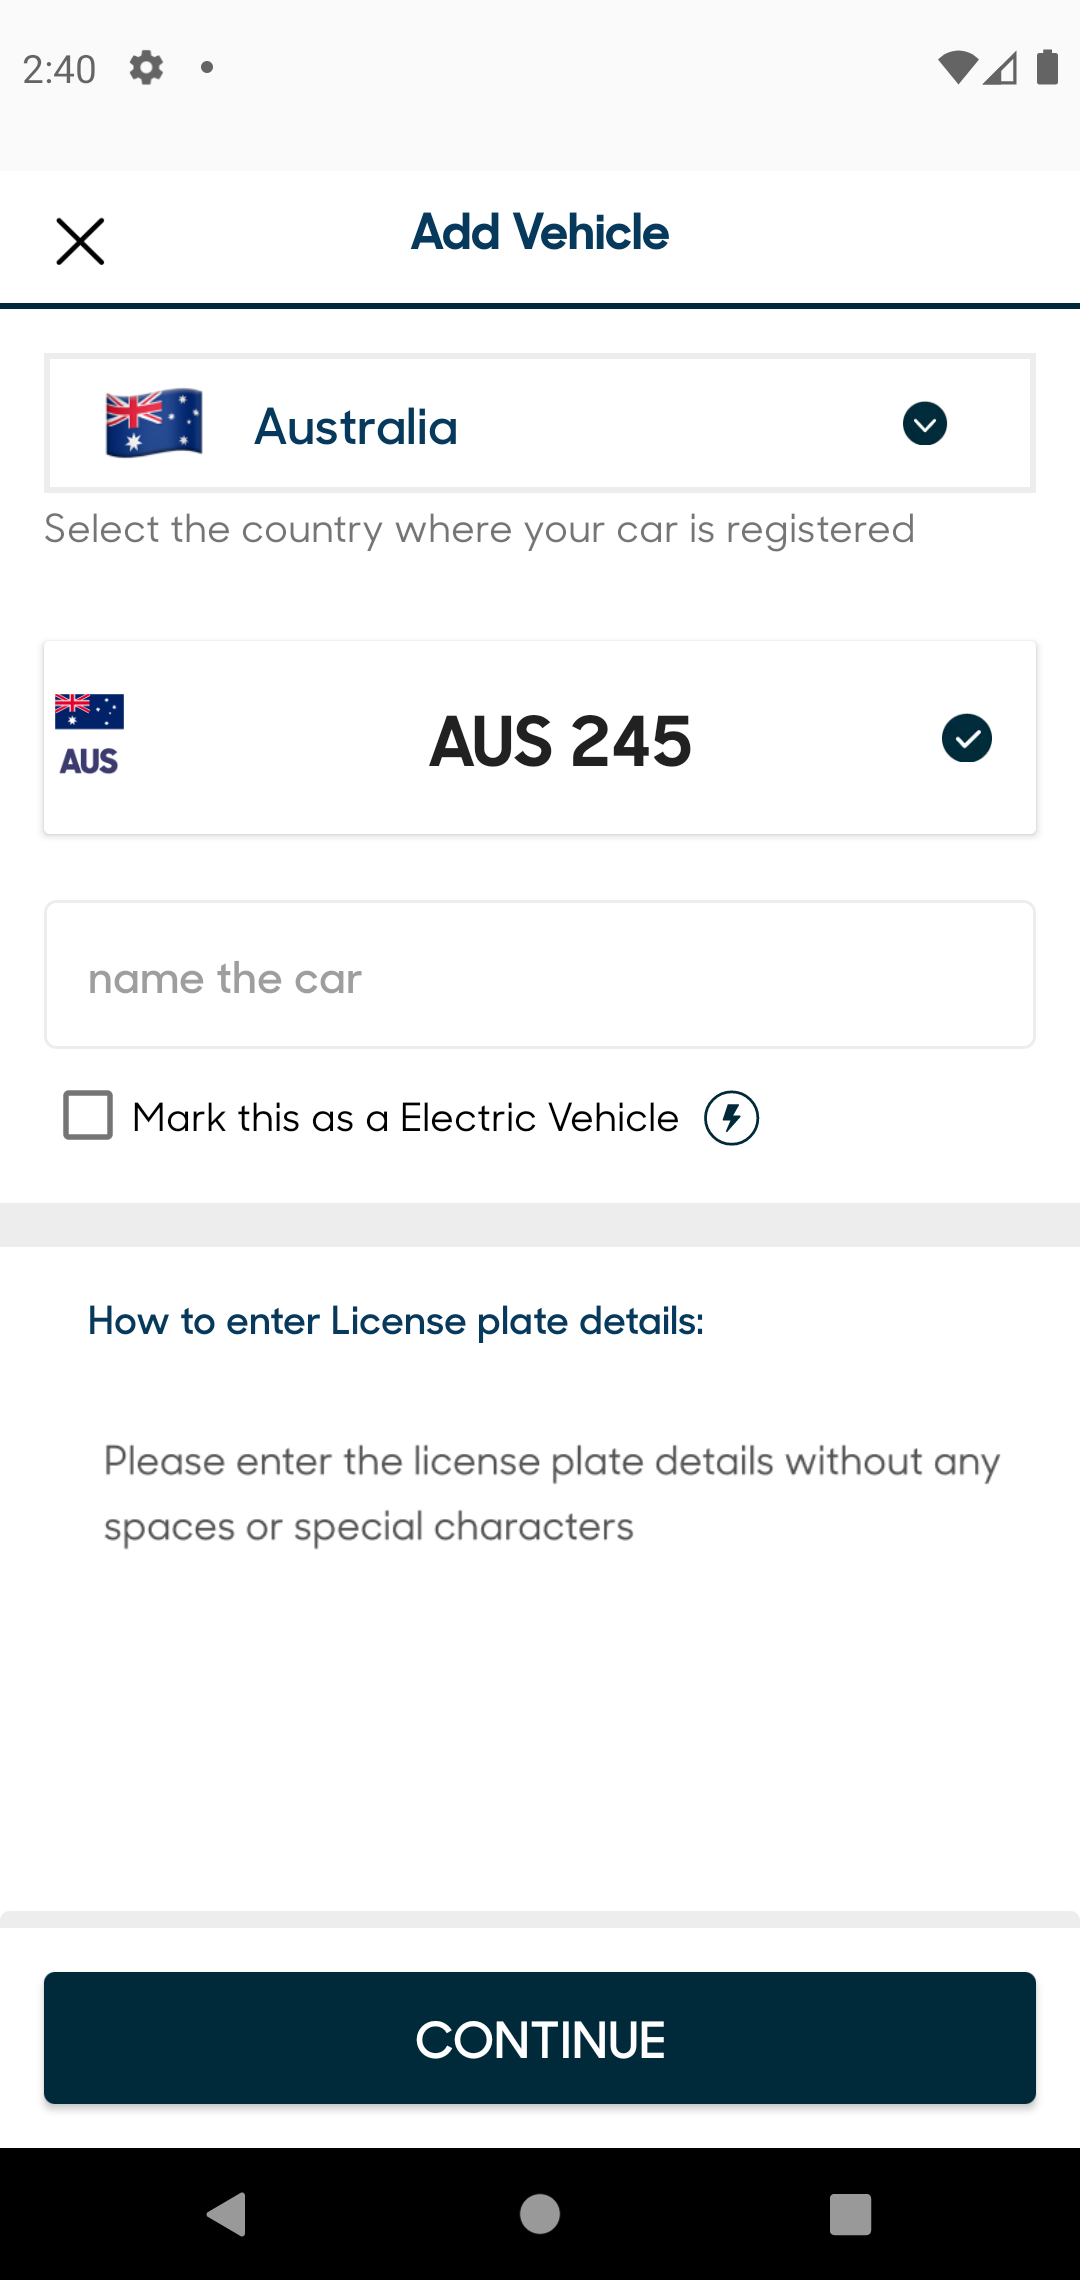 2:40
Add Vehicle
Australia
Select the country where your car is registered
AUS
AUS 245
name the car
Mark this as a Electric Vehicle
How to enter License plate details:
Please enter the license plate details without any
spaces or special characters
CONTINUE